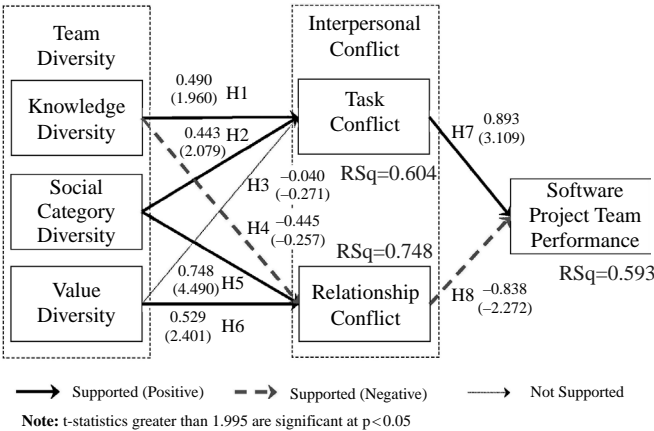 Team
Diversity
Interpersonal
Conflict
Knowledge
Diversity
0.490
(1.960)
H1
Task
Conflict
RSq=0.604
0.443
(2.079)
H2
H3
−0.040
(−0.271)
H7
0.893
(3.109)
Social
Category
Diversity
H4
−0.445
(−0.257)
Software
Project Team
Performance
RSq=0.593
RSq=0.748
Value
Diversity
0.748
(4.490)
H5
0.529
(2.401)
H6
Relationship
Conflict
H8
−0.838
(−2.272)
Supported (Positive)
Supported (Negative)
Not Supported
Note: t-statistics greater than 1.995 are significant at p<0.05